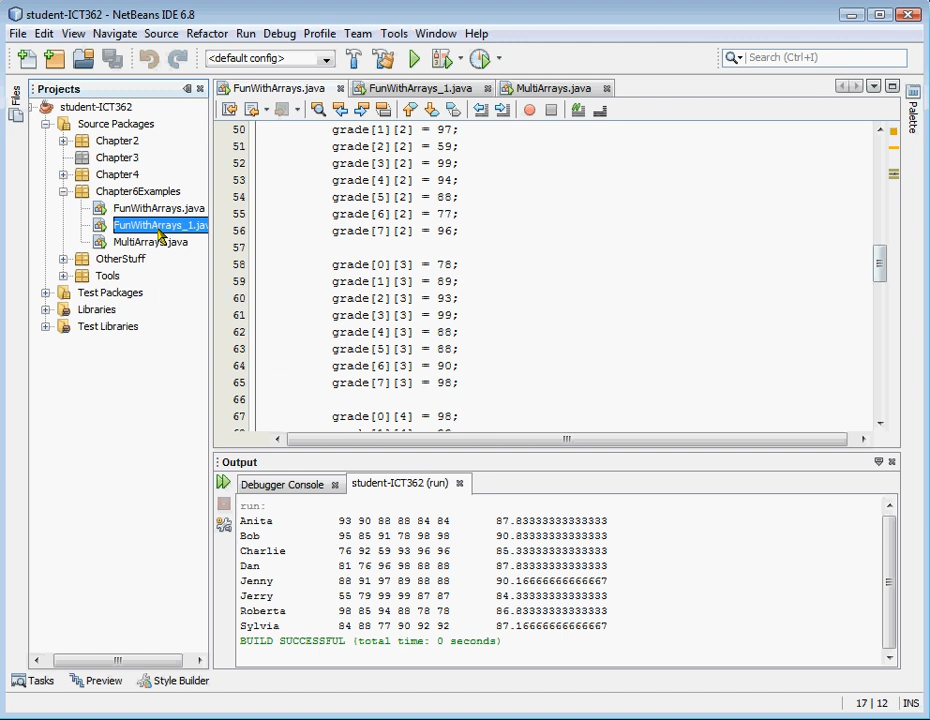 student-ICT362 - NetBeans IDE 6.8
File Edit View Navigate Source Refactor Run Debug Profile Team Tools Window Help
<default config> Search (Ctrl+I)
Files
Projects
student-ICT362
Source Packages
Chapter2
Chapter3
Chapter4
Chapter6Examples
FunWithArrays.java
FunWithArrays_1.jav
MultiArrays.java
OtherStuff
Tools
Test Packages
Libraries
Test Libraries
FunWithArrays.java FunWithArrays_1.java MultiArrays.java
Palette
50 grade[1][2] = 97;
51 grade[2][2] = 59;
52 grade[3][2] = 99;
53 grade[4][2] = 94;
54 grade[5][2] = 88;
55 grade[6][2] = 77;
56 grade[7][2] = 96;
57
58 grade[0][3] = 78;
59 grade[1][3] = 89;
60 grade[2][3] = 93;
61 grade[3][3] = 99;
62 grade[4][3] = 88;
63 grade[5][3] = 88;
64 grade[6][3] = 90;
65 grade[7][3] = 98;
66
67 grade[0][4] = 98;
Output
Debugger Console student-ICT362 (run)
run:
Anita 93 90 88 88 84 84 87.83333333333333
Bob 95 85 91 78 98 98 90.83333333333333
Charlie 76 92 59 93 96 96 85.33333333333333
Dan 81 76 96 98 88 88 87.83333333333333
Jenny 88 91 97 89 88 88 90.16666666666667
Jerry 55 79 99 99 87 87 84.33333333333333
Roberta 98 85 94 88 78 78 86.83333333333333
Sylvia 84 88 77 90 92 92 87.16666666666667
BUILD SUCCESSFUL (total time: 0 seconds)
Tasks Preview Style Builder
17 | 12 INS